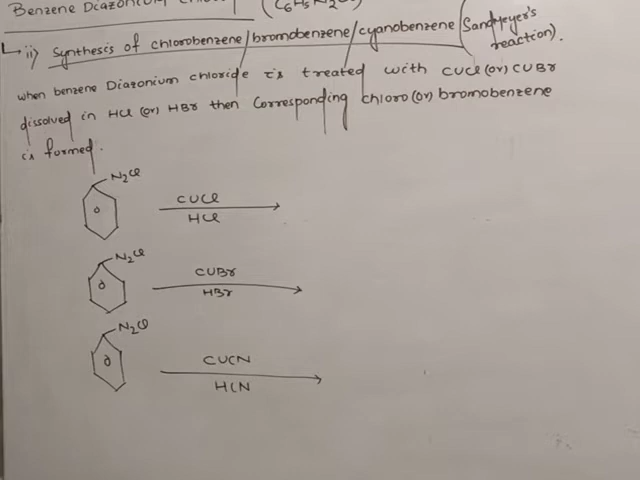 Benzene Diazonium
ii) Synthesis of chlorobenzene/bromobenzene/cyanobenzene (Sandmeyer's
reaction).
when benzene Diazonium chloride is treated with CUCl (or) CUBr
dissolved in HCl (or) HBr then corresponding chloro (or) bromobenzene
is formed.
N2Cl
CUCl
HCl
N2Cl
CUBr
HBr
N2Cl
CUCN
HCN